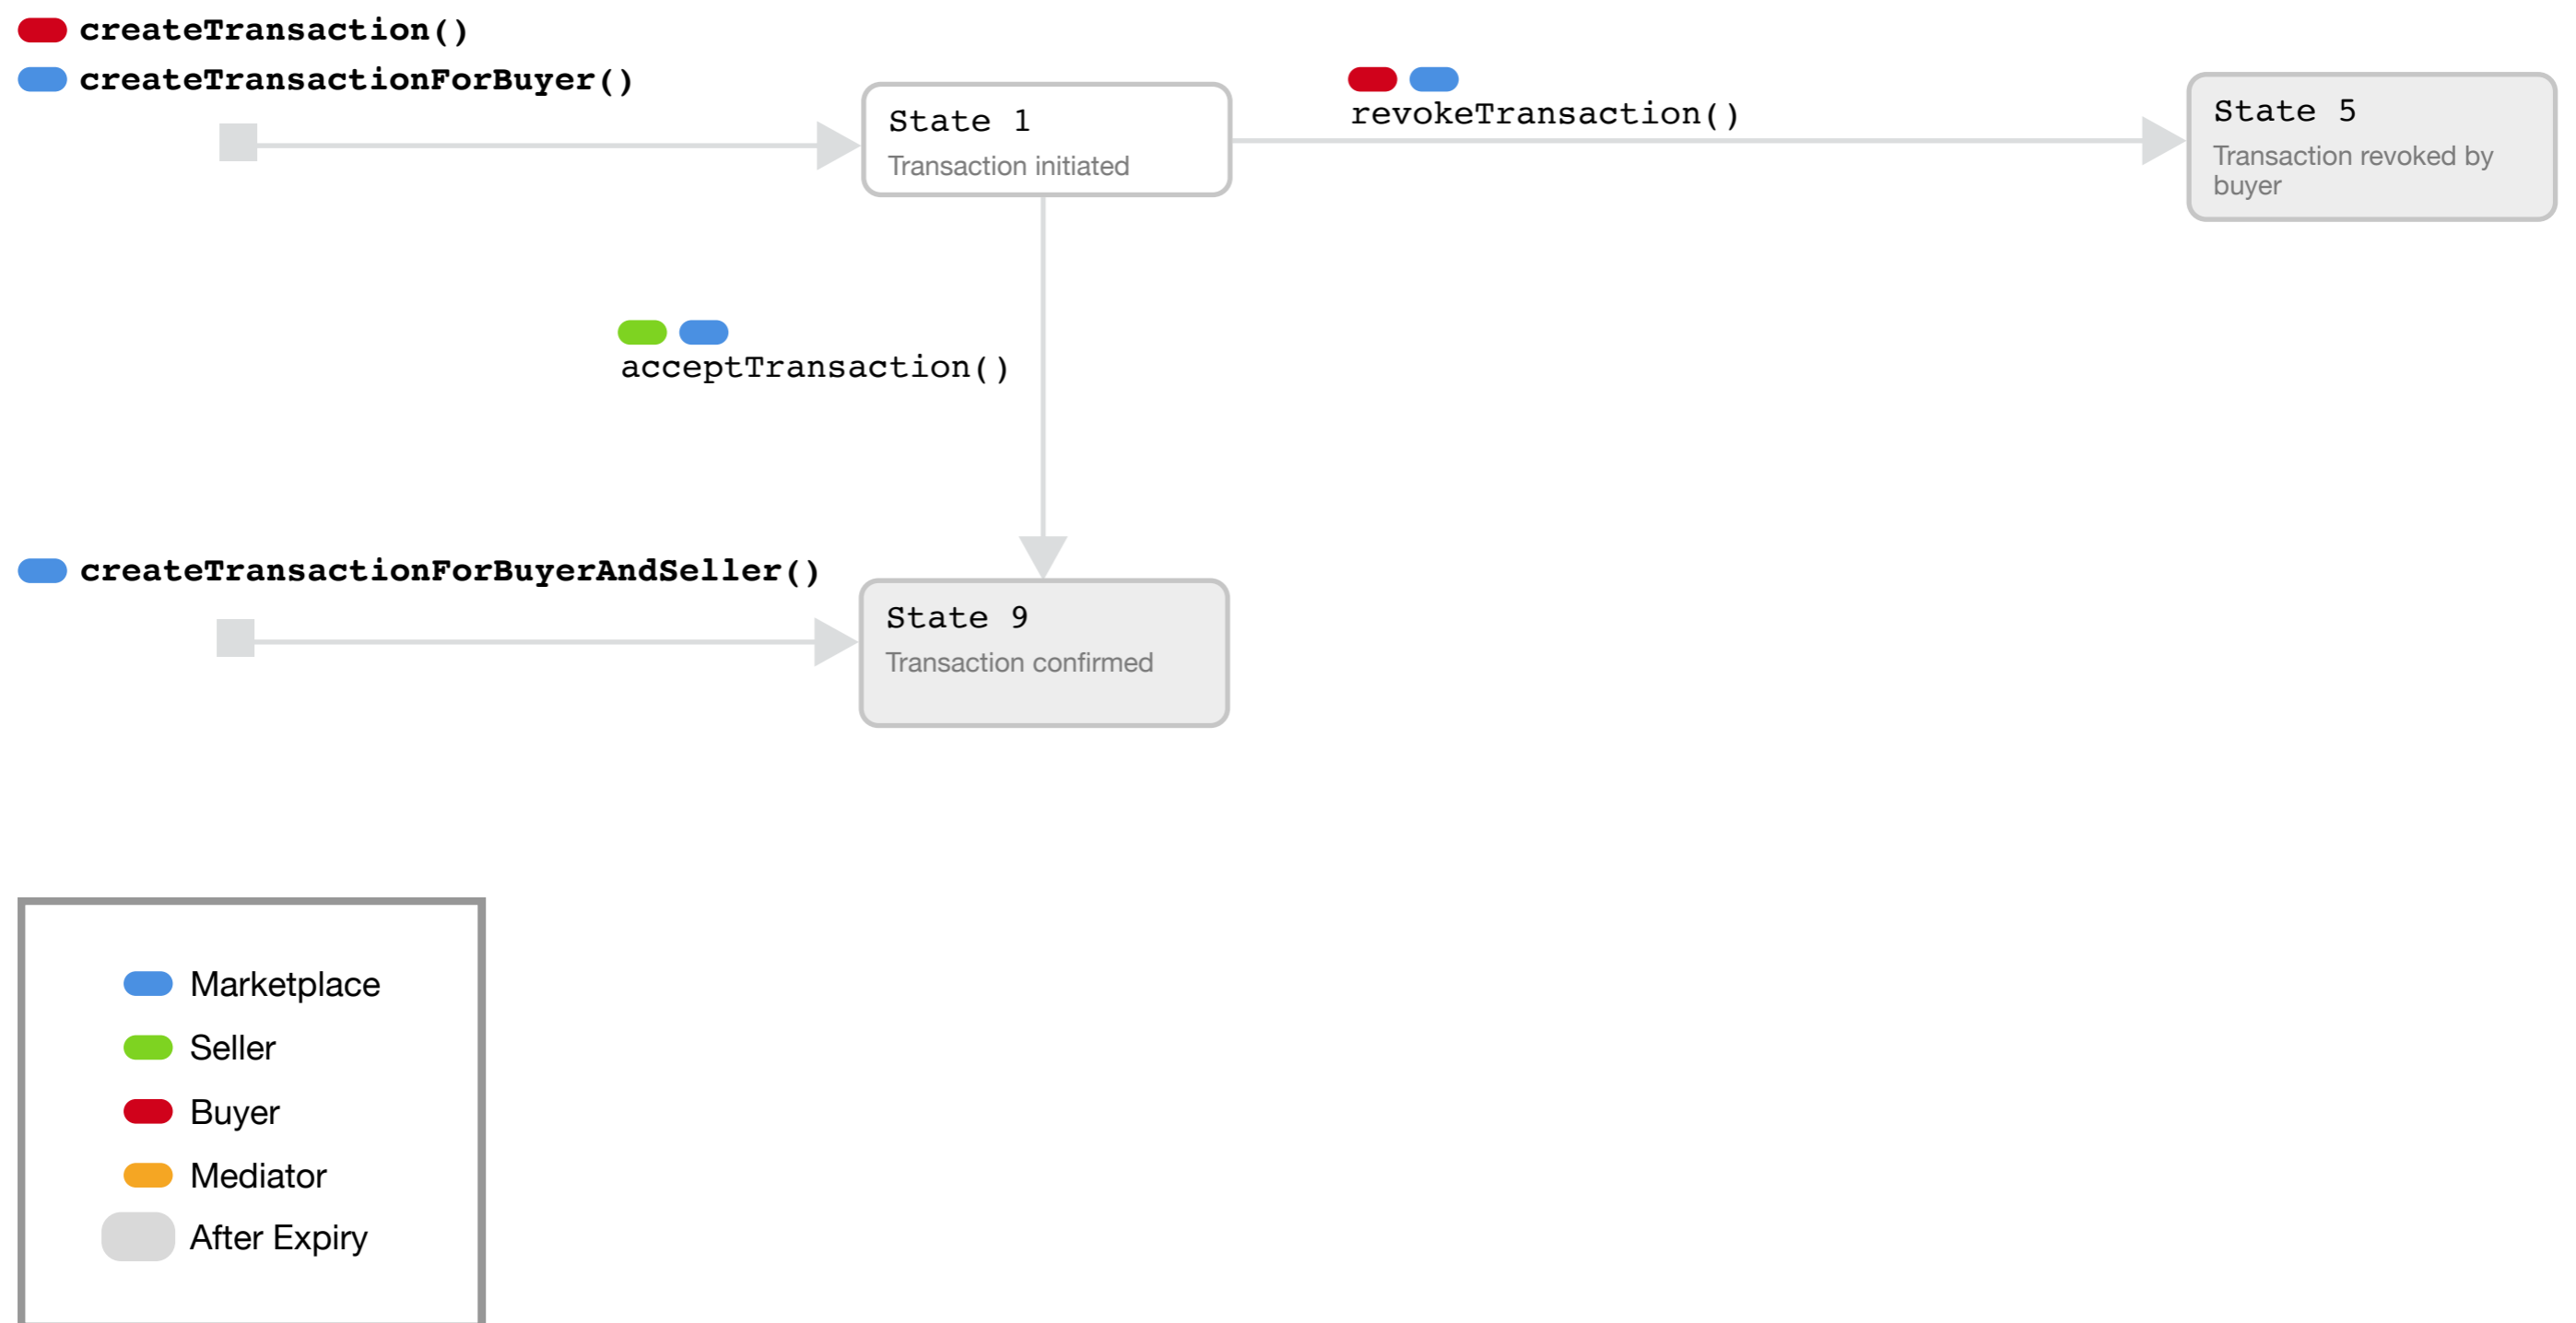 createTransaction()
createTransactionForBuyer()
State 1
Transaction initiated
revokeTransaction()
State 5
Transaction revoked by
buyer
acceptTransaction()
createTransactionForBuyerAndSeller()
State 9
Transaction confirmed
Marketplace
Seller
Buyer
Mediator
After Expiry